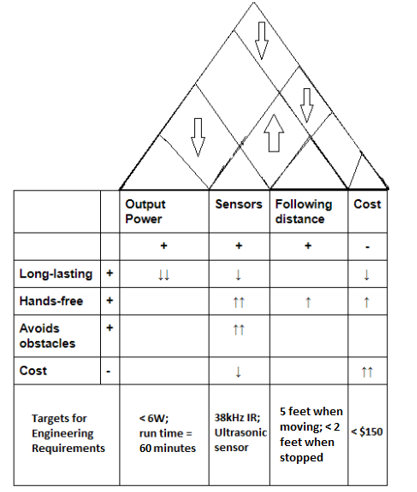 Output Power Sensors Following distance Cost
+ + + -
Long-lasting + ↓↓ ↓ ↓
Hands-free + ↑↑ ↑ ↑
Avoids obstacles + ↑↑
Cost - ↓ ↑↑
Targets for Engineering Requirements < 6W; run time = 60 minutes 38kHz IR; Ultrasonic sensor 5 feet when moving; < 2 feet when stopped < $150